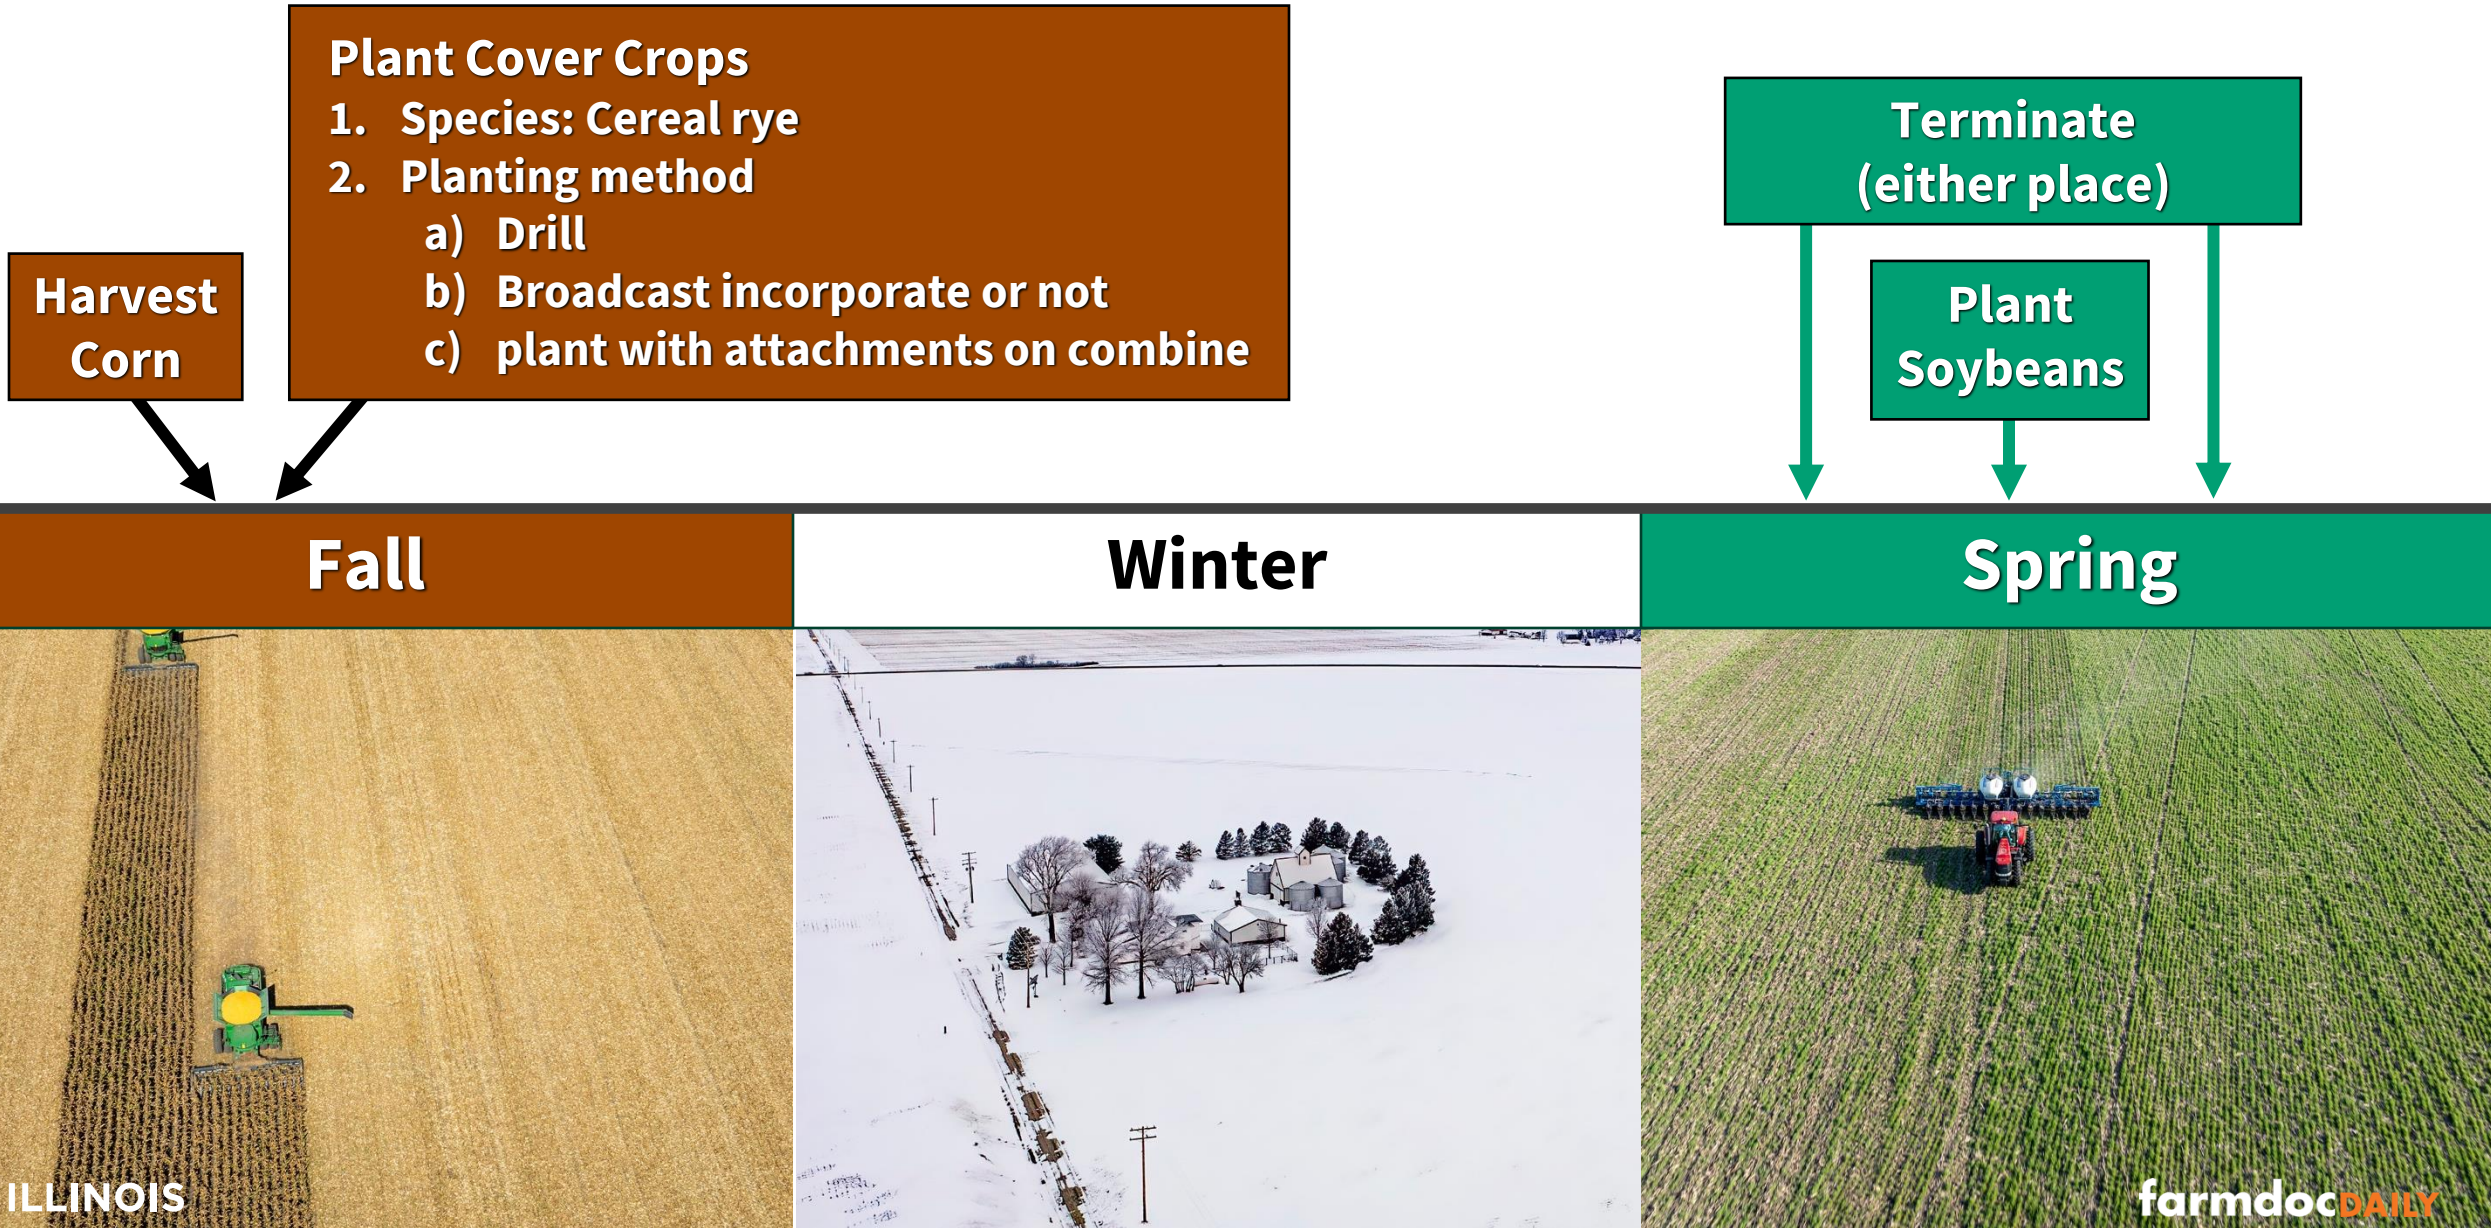 Plant Cover Crops
1. Species: Cereal rye
2. Planting method
a) Drill
b) Broadcast incorporate or not
c) plant with attachments on combine
Harvest
Corn
Terminate
(either place)
Plant
Soybeans
Fall
Winter
Spring
ILLINOIS
farmdocDAILY